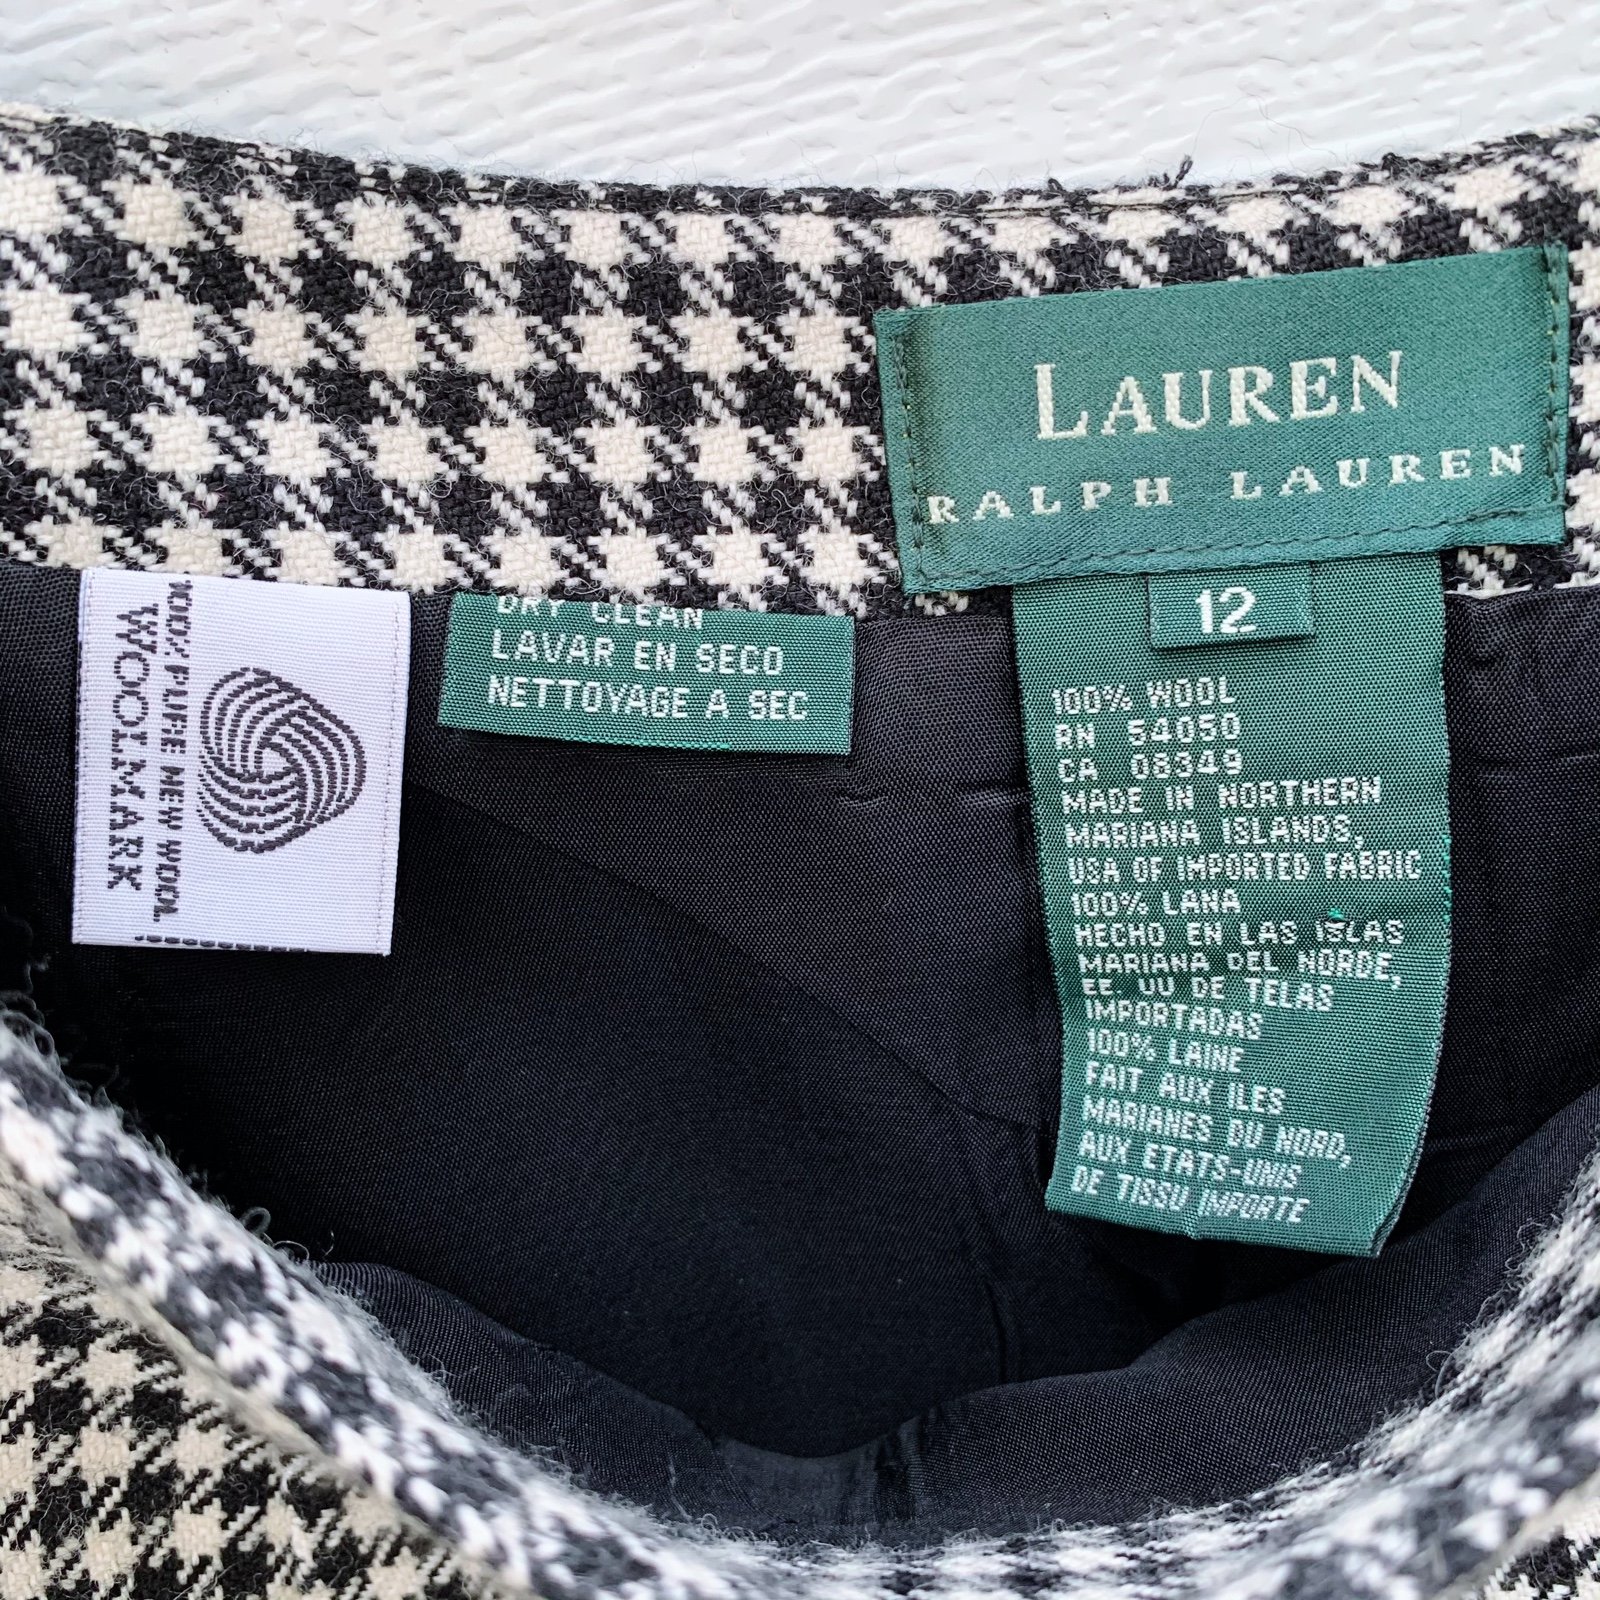 LAUREN
RALPH LAUREN
12
100% WOOL
RN 54050
CA 08349
MADE IN NORTHERN
MARIANA ISLANDS,
USA OF IMPORTED FABRIC
100% LANA
HECHO EN LAS ISLAS
MARIANA DEL NORDE,
EE. UU DE TELAS
IMPORTADAS
100% LAINE
FAIT AUX ILES
MARIANES DU NORD,
AUX ETATS-UNIS
DE TISSU IMPORTE
DRY CLEAN
LAVAR EN SECO
NETTOYAGE A SEC
100% PURE NEW WOOL
WOOLMARK